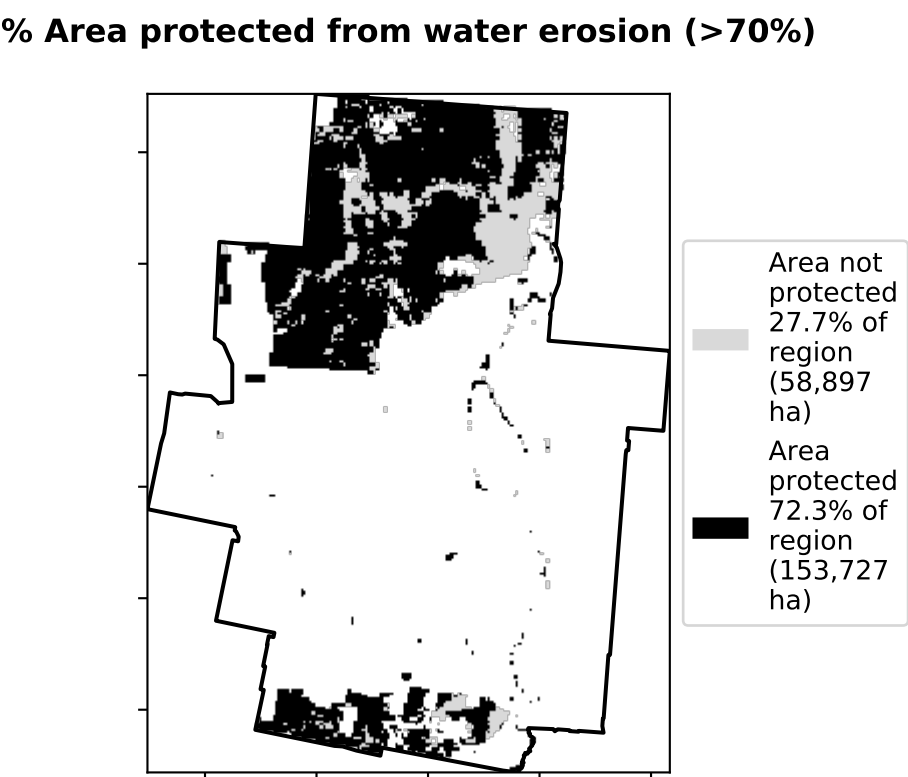 % Area protected from water erosion (>70%)
Area not
protected
27.7% of
region
(58,897
ha)
Area
protected
72.3% of
region
(153,727
ha)